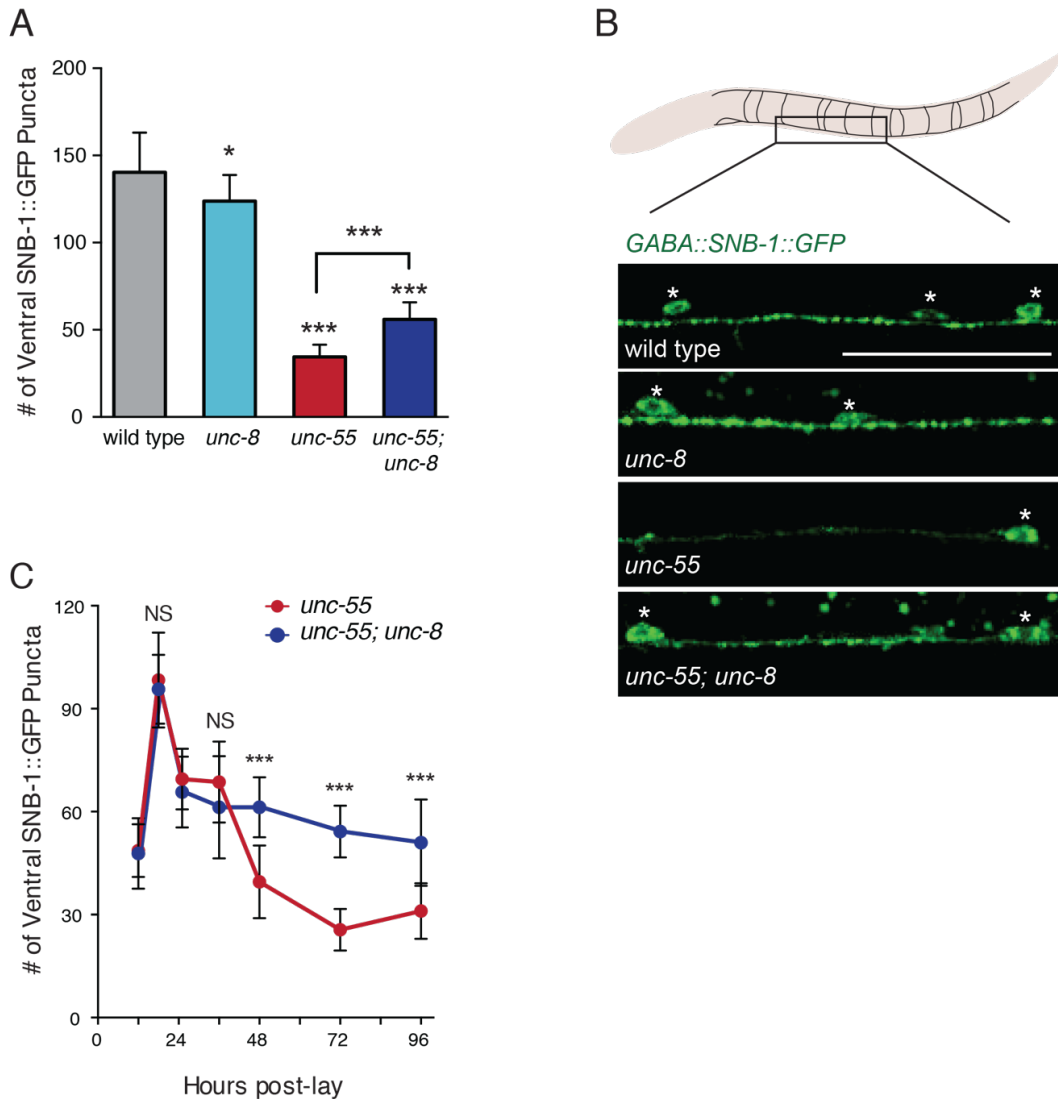 A
# of Ventral SNB-1::GFP Puncta
200
150
100
50
0
*
***
***
***
wild type
unc-8
unc-55
unc-55;
unc-8
B
GABA::SNB-1::GFP
*
*
*
wild type
*
*
unc-8
*
unc-55
*
*
unc-55; unc-8
C
# of Ventral SNB-1::GFP Puncta
120
90
60
30
0
NS
NS
***
***
***
unc-55
unc-55; unc-8
0
24
48
72
96
Hours post-lay